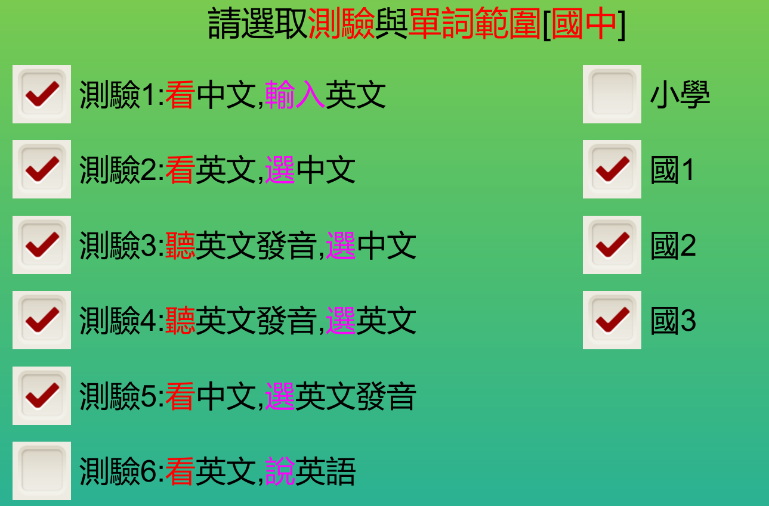 請選取測驗與單詞範圍[國中]
測驗1:看中文,輸入英文
小學
測驗2:看英文,選中文
國1
測驗3:聽英文發音,選中文
國2
測驗4:聽英文發音,選英文
國3
測驗5:看中文,選英文發音
測驗6:看英文,說英語